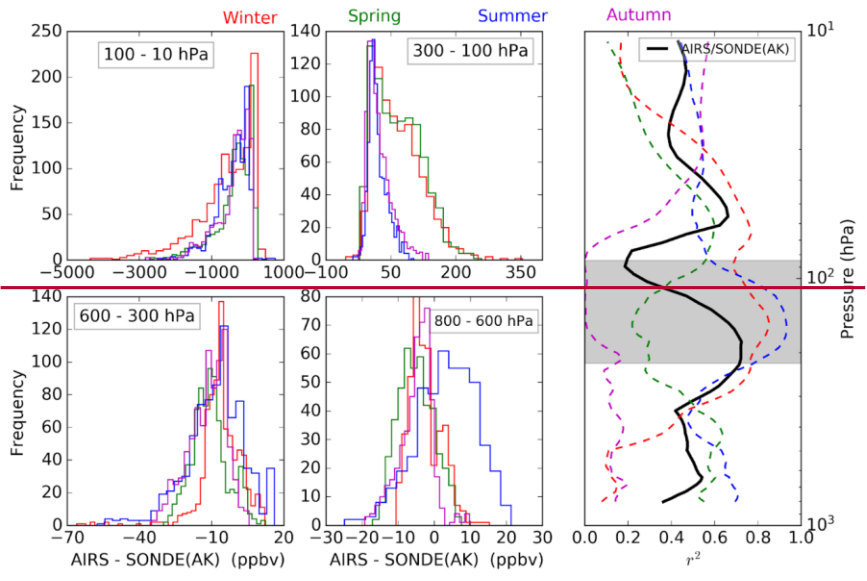 Winter Spring Summer Autumn
100 - 10 hPa
Frequency
250
200
150
100
50
0
−5000 −3000 −1000 1000
300 - 100 hPa
140
120
100
80
60
40
20
0
−100 50 200 350
600 - 300 hPa
Frequency
140
120
100
80
60
40
20
0
−70 −40 −10 20
AIRS - SONDE(AK) (ppbv)
800 - 600 hPa
80
70
60
50
40
30
20
10
0
−30 −20 −10 0 10 20 30
AIRS - SONDE(AK) (ppbv)
AIRS/SONDE(AK)
10¹
10²
10³
Pressure (hPa)
0.0 0.2 0.4 0.6 0.8 1.0
r²